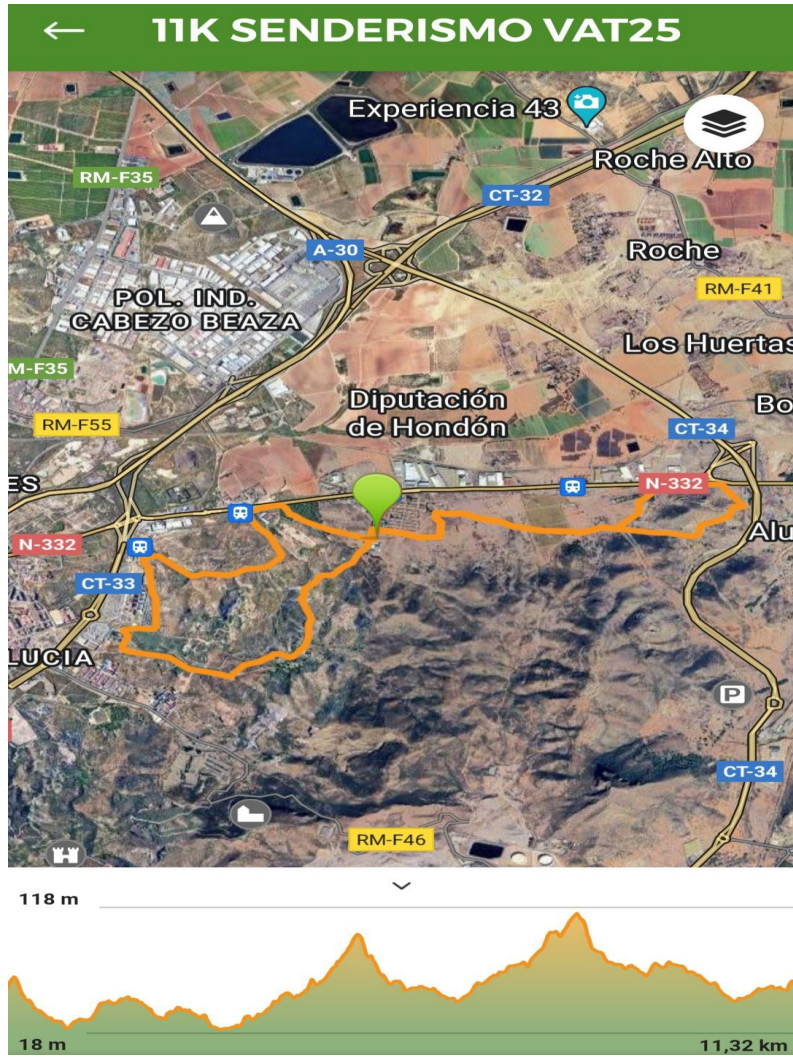 11K SENDERISMO VAT25
Experiencia 43
Roche Alto
RM-F35
CT-32
A-30
Roche
RM-F41
POL. IND.
CABEZO BEAZA
Los Huertas
M-F35
Diputación
de Hondón
Bo
RM-F55
CT-34
ES
N-332
N-332
Alu
CT-33
LUCIA
P
CT-34
RM-F46
118 m
18 m
11,32 km